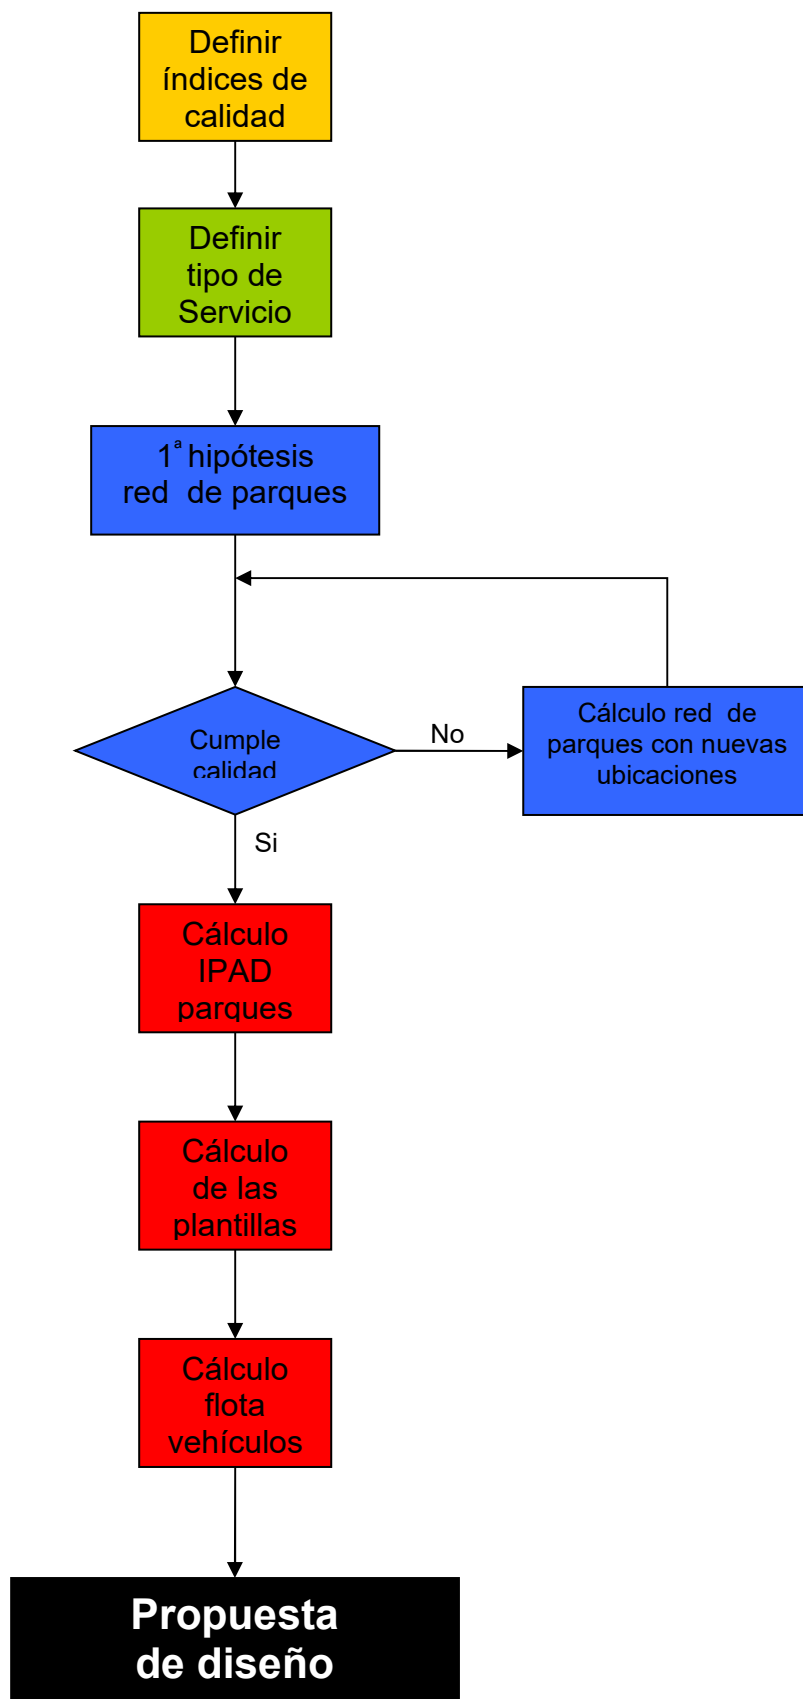 Definir
índices de
calidad
Definir
tipo de
Servicio
1ª hipótesis
red de parques
Cumple
calidad
No
Cálculo red de
parques con nuevas
ubicaciones
Si
Cálculo
IPAD
parques
Cálculo
de las
plantillas
Cálculo
flota
vehículos
Propuesta
de diseño